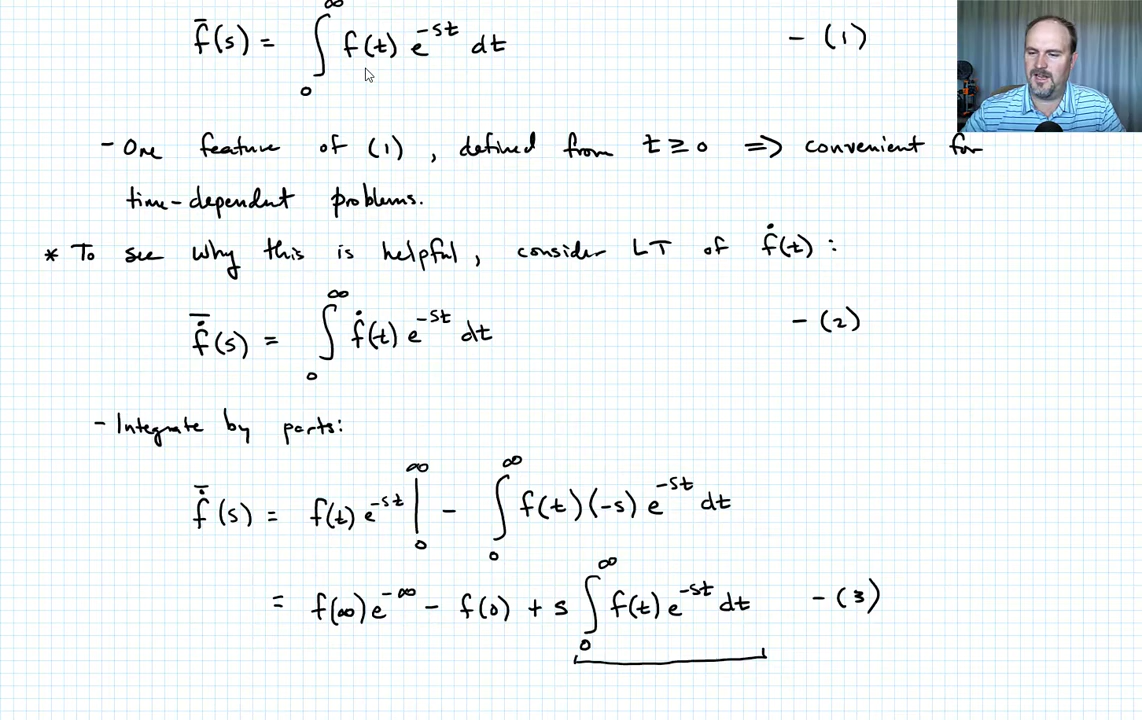 f̄(s) = ∫₀^∞ f(t) e^{-st} dt - (1)
- One feature of (1), defined from t ≥ 0 => convenient for
time-dependent problems.
* To see why this is helpful, consider LT of ḟ(t) :
ḟ̄(s) = ∫₀^∞ ḟ(t) e^{-st} dt - (2)
- Integrate by parts:
ḟ̄(s) = f(t) e^{-st} |₀^∞ - ∫₀^∞ f(t) (-s) e^{-st} dt
= f(∞) e^{-∞} - f(0) + s ∫₀^∞ f(t) e^{-st} dt - (3)